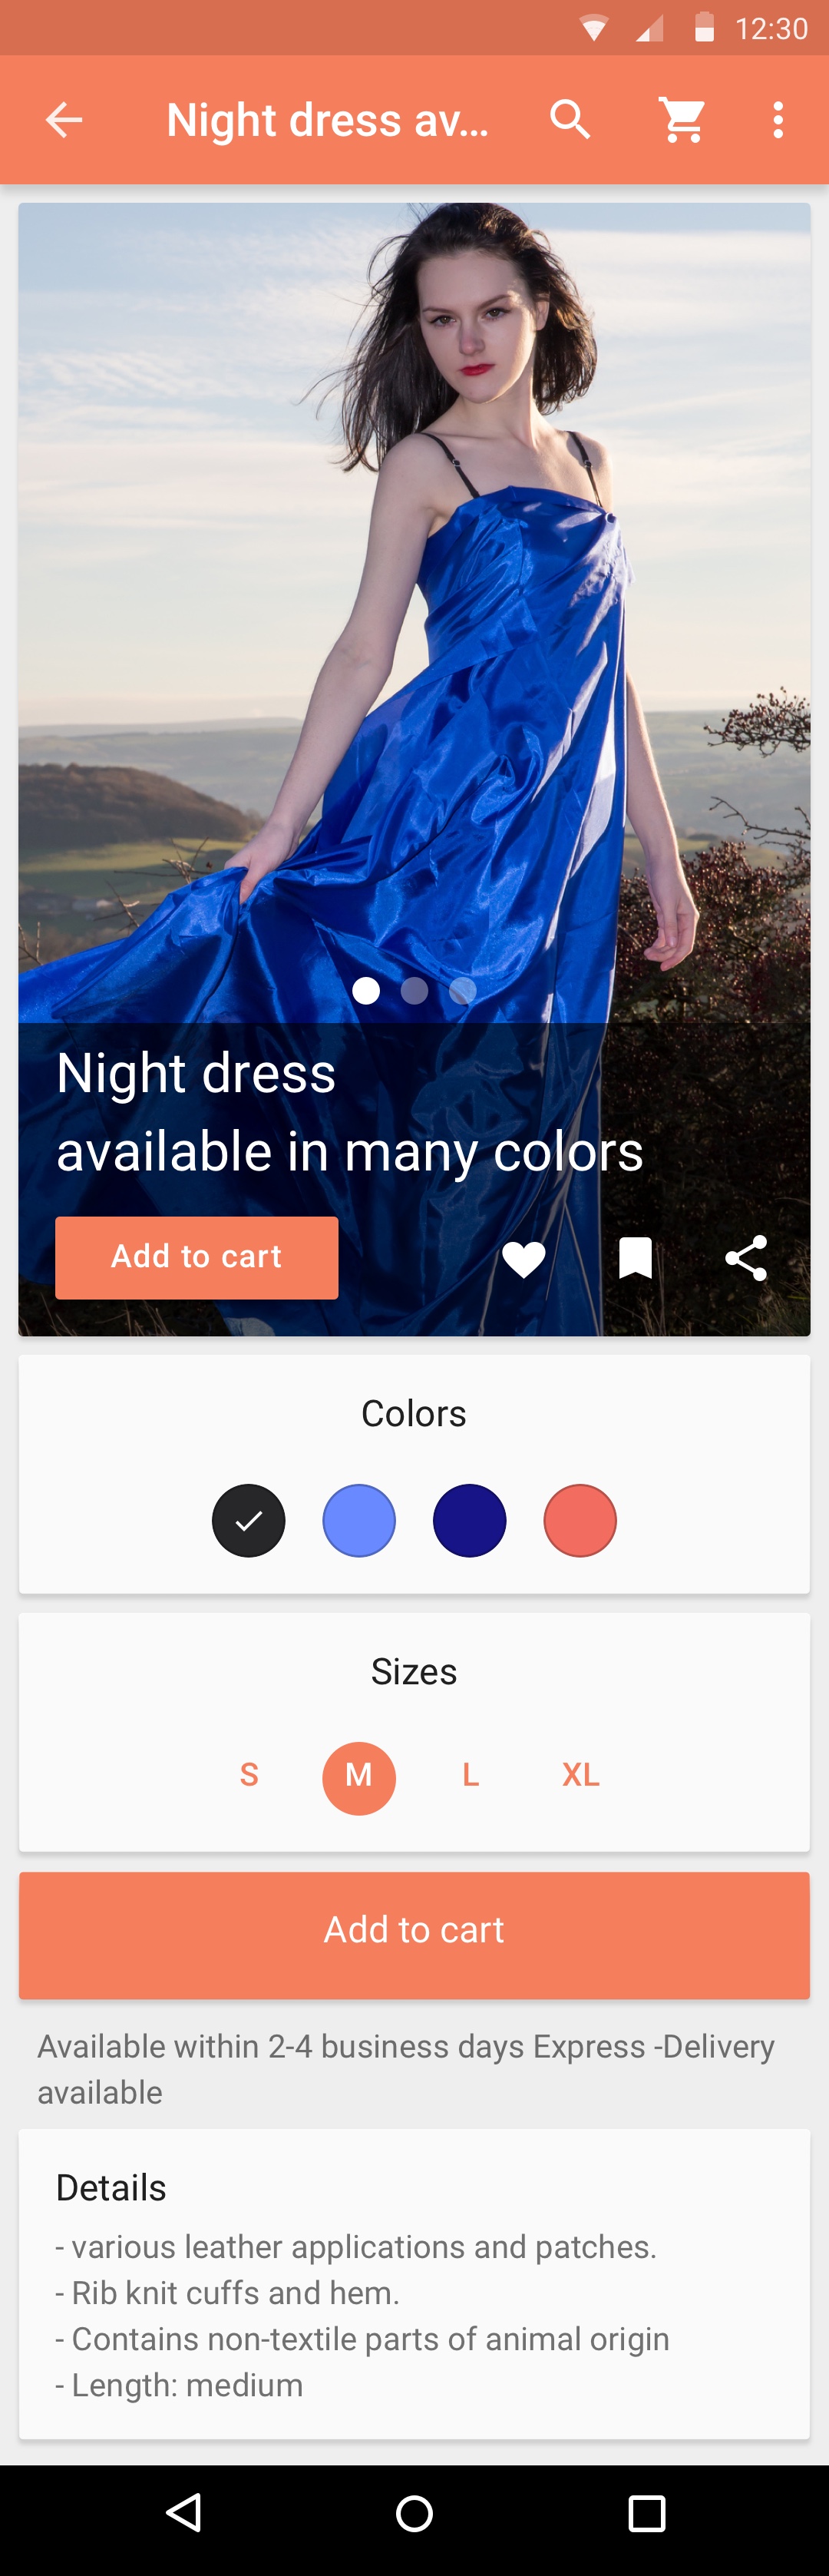 12:30
Night dress av...
Night dress
available in many colors
Add to cart
Colors
Sizes
S M L XL
Add to cart
Available within 2-4 business days Express -Delivery
available
Details
- various leather applications and patches.
- Rib knit cuffs and hem.
- Contains non-textile parts of animal origin
- Length: medium